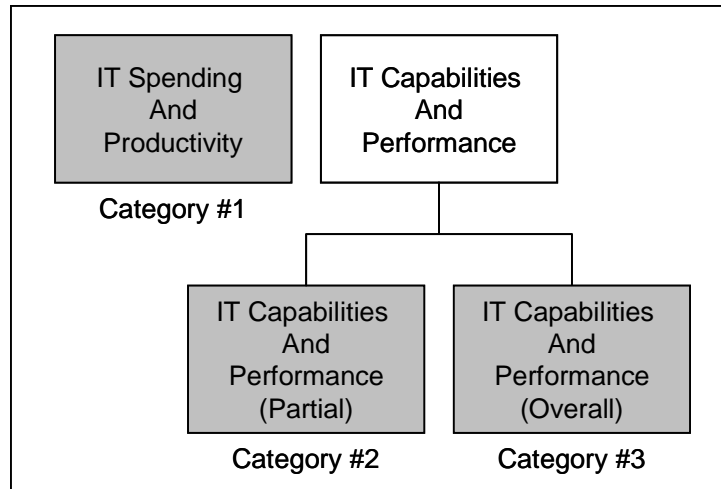 IT Spending
And
Productivity
Category #1
IT Capabilities
And
Performance
IT Capabilities
And
Performance
(Partial)
Category #2
IT Capabilities
And
Performance
(Overall)
Category #3